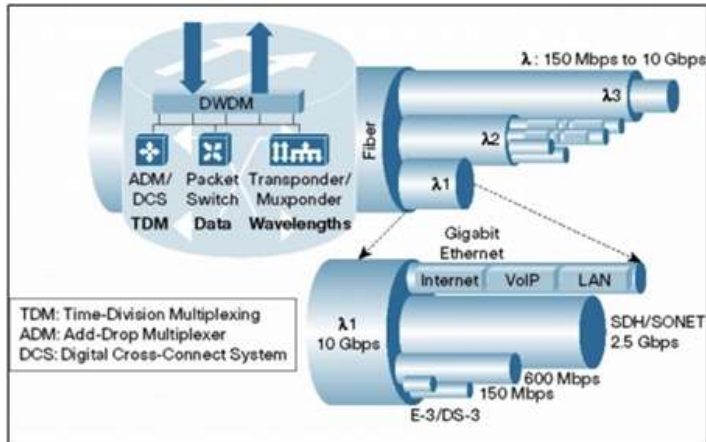 DWDM
ADM/
DCS
TDM
Packet
Switch
Data
Transponder/
Muxponder
Wavelengths
Fiber
λ : 150 Mbps to 10 Gbps
λ3
λ2
λ1
Gigabit
Ethernet
Internet
VoIP
LAN
λ1
10 Gbps
SDH/SONET
2.5 Gbps
600 Mbps
150 Mbps
E-3/DS-3
TDM: Time-Division Multiplexing
ADM: Add-Drop Multiplexer
DCS: Digital Cross-Connect System